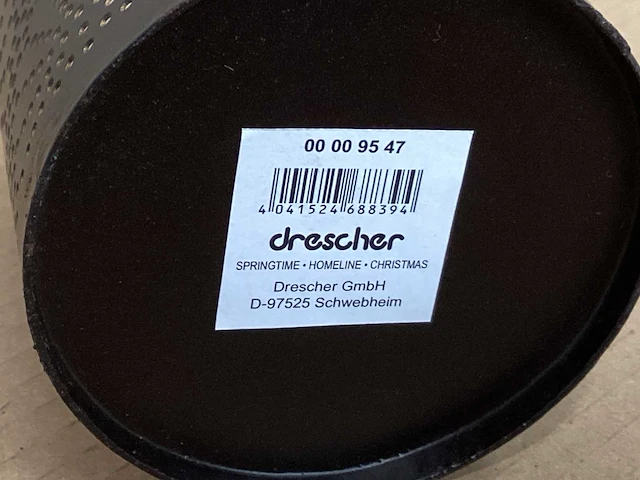 00 00 95 47
4 041524 688394
drescher
SPRINGTIME • HOMELINE • CHRISTMAS
Drescher GmbH
D-97525 Schwebheim